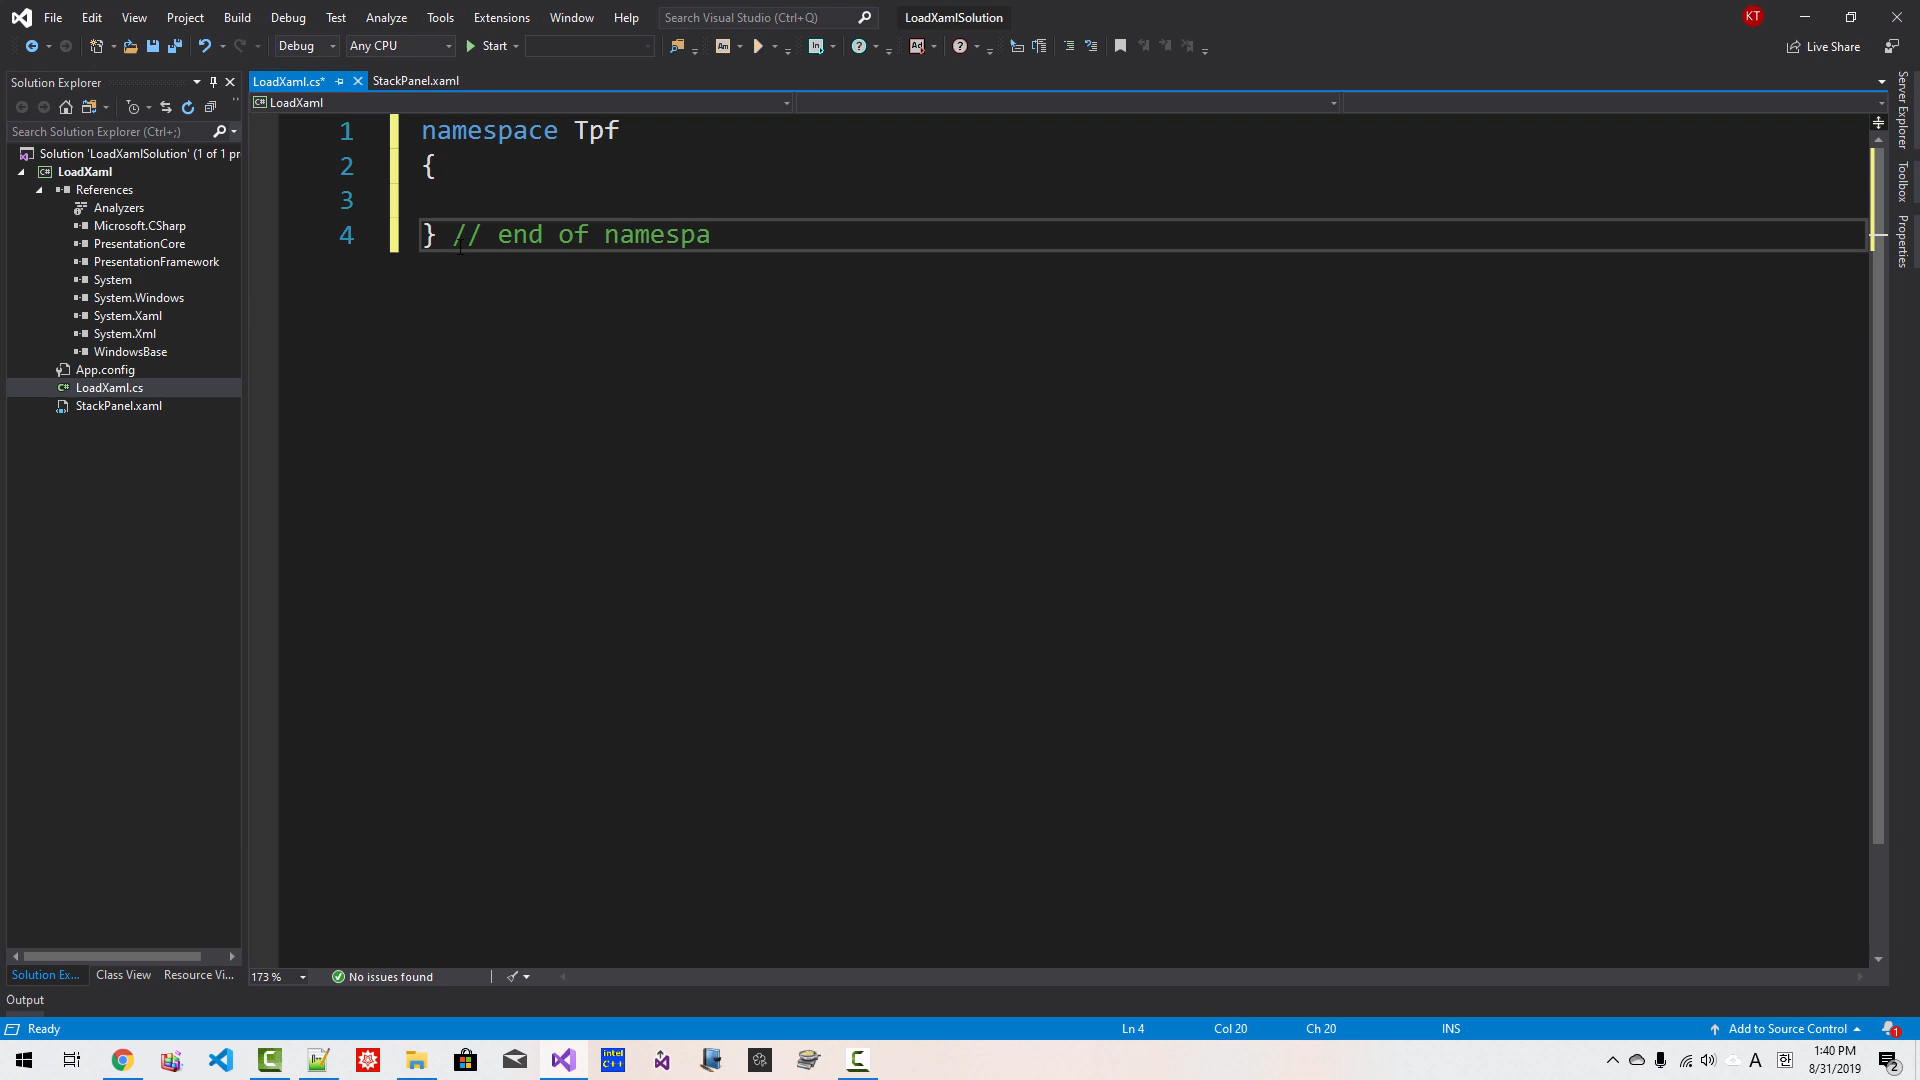 File Edit View Project Build Debug Test Analyze Tools Extensions Window Help Search Visual Studio (Ctrl+Q) LoadXamlSolution KT
Debug Any CPU Start Live Share
Solution Explorer
Search Solution Explorer (Ctrl+;)
Solution 'LoadXamlSolution' (1 of 1 pr
LoadXaml
References
Analyzers
Microsoft.CSharp
PresentationCore
PresentationFramework
System
System.Windows
System.Xaml
System.Xml
WindowsBase
App.config
LoadXaml.cs
StackPanel.xaml
Solution Ex... Class View Resource Vi...
LoadXaml.cs* StackPanel.xaml
LoadXaml
1 namespace Tpf
2 {
3
4 } // end of namespa
173 % No issues found
Server Explorer
Toolbox
Properties
Output
Ready Ln 4 Col 20 Ch 20 INS Add to Source Control 1
intel C++ A 한 1:40 PM
8/31/2019 2